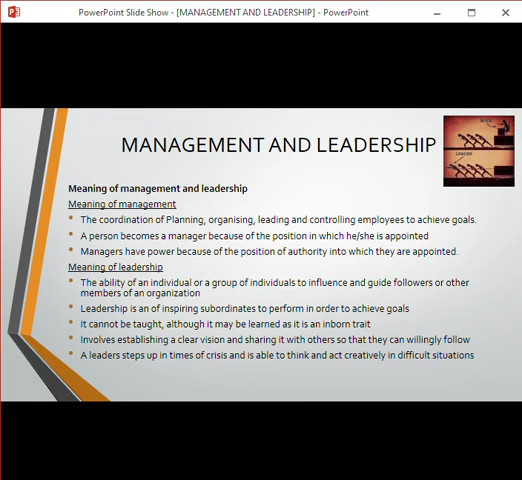 PowerPoint Slide Show - [MANAGEMENT AND LEADERSHIP] - PowerPoint
MANAGEMENT AND LEADERSHIP
LEADER
Meaning of management and leadership
Meaning of management
• The coordination of Planning, organising, leading and controlling employees to achieve goals.
• A person becomes a manager because of the position in which he/she is appointed
• Managers have power because of the position of authority into which they are appointed.
Meaning of leadership
• The ability of an individual or a group of individuals to influence and guide followers or other
members of an organization
• Leadership is an of inspiring subordinates to perform in order to achieve goals
• It cannot be taught, although it may be learned as it is an inborn trait
• Involves establishing a clear vision and sharing it with others so that they can willingly follow
• A leaders steps up in times of crisis and is able to think and act creatively in difficult situations